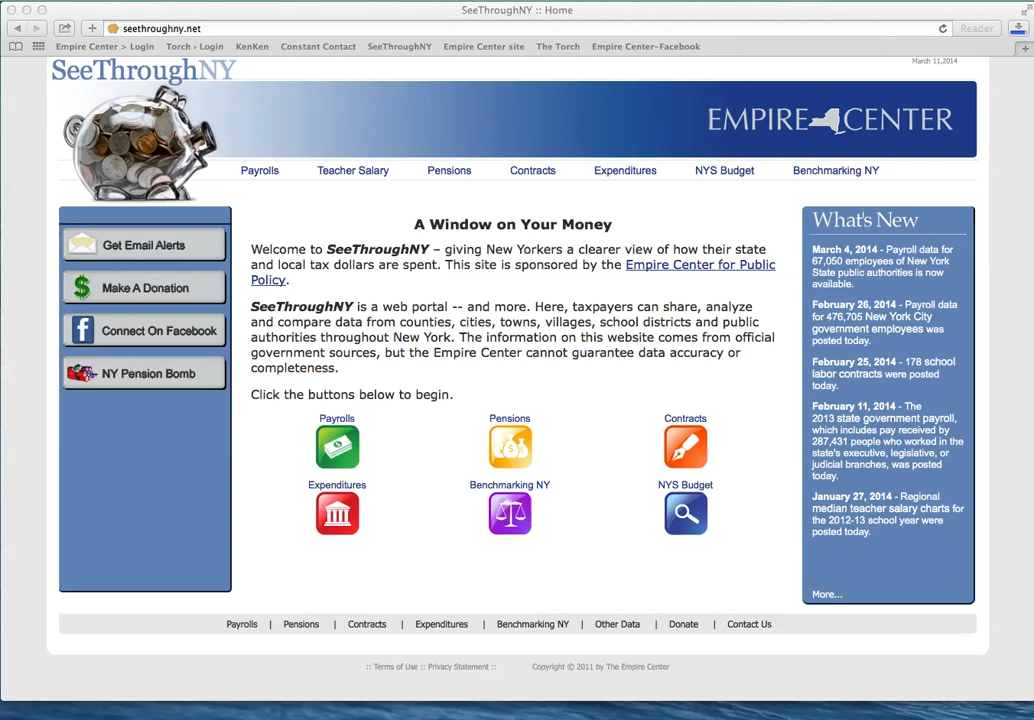 SeeThroughNY :: Home
seethroughny.net
Reader
Empire Center > LogIn Torch › Login KenKen Constant Contact SeeThroughNY Empire Center site The Torch Empire Center-Facebook
SeeThroughNY
March 11,2014
EMPIRE CENTER
Payrolls Teacher Salary Pensions Contracts Expenditures NYS Budget Benchmarking NY
Get Email Alerts
Make A Donation
Connect On Facebook
NY Pension Bomb
A Window on Your Money
Welcome to SeeThroughNY – giving New Yorkers a clearer view of how their state
and local tax dollars are spent. This site is sponsored by the Empire Center for Public
Policy.
SeeThroughNY is a web portal -- and more. Here, taxpayers can share, analyze
and compare data from counties, cities, towns, villages, school districts and public
authorities throughout New York. The information on this website comes from official
government sources, but the Empire Center cannot guarantee data accuracy or
completeness.
Click the buttons below to begin.
Payrolls Pensions Contracts
Expenditures Benchmarking NY NYS Budget
What's New
March 4, 2014 - Payroll data for
67,050 employees of New York
State public authorities is now
available.
February 26, 2014 - Payroll data
for 476,705 New York City
government employees was
posted today.
February 25, 2014 - 178 school
labor contracts were posted
today.
February 11, 2014 - The
2013 state government payroll,
which includes pay received by
287,431 people who worked in the
state's executive, legislative, or
judicial branches, was posted
today.
January 27, 2014 - Regional
median teacher salary charts for
the 2012-13 school year were
posted today.
More...
Payrolls | Pensions | Contracts | Expenditures | Benchmarking NY | Other Data | Donate | Contact Us
:: Terms of Use :: Privacy Statement :: Copyright © 2011 by The Empire Center